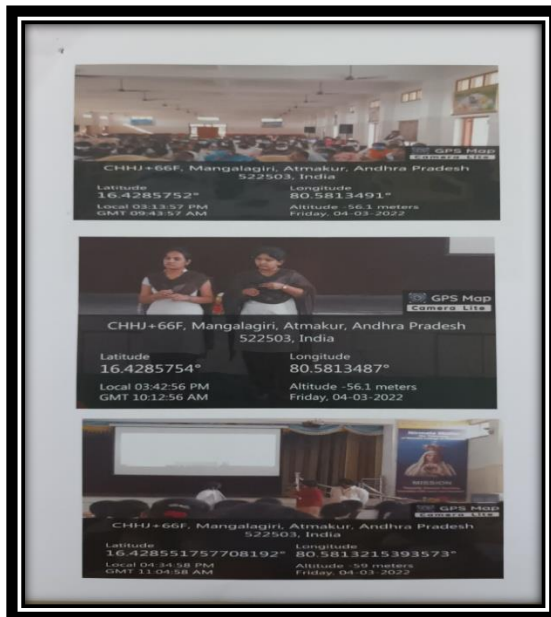 GPS Map
Camera Lite
CHHJ+66F, Mangalagiri, Atmakur, Andhra Pradesh
522503, India
Latitude
16.4285752°
Longitude
80.5813491°
Local 03:13:57 PM
GMT 09:43:57 AM
Altitude -56.1 meters
Friday, 04-03-2022
GPS Map
Camera Lite
CHHJ+66F, Mangalagiri, Atmakur, Andhra Pradesh
522503, India
Latitude
16.4285754°
Longitude
80.5813487°
Local 03:42:56 PM
GMT 10:12:56 AM
Altitude -56.1 meters
Friday, 04-03-2022
MISSION
GPS Map
Camera Lite
CHHJ+66F, Mangalagiri, Atmakur, Andhra Pradesh
522503, India
Latitude
16.428551757708192°
Longitude
80.5813215393573°
Local 04:34:58 PM
GMT 11:04:58 AM
Altitude -59 meters
Friday, 04-03-2022